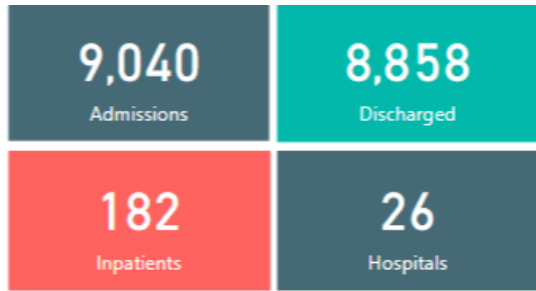 9,040
Admissions
8,858
Discharged
182
Inpatients
26
Hospitals